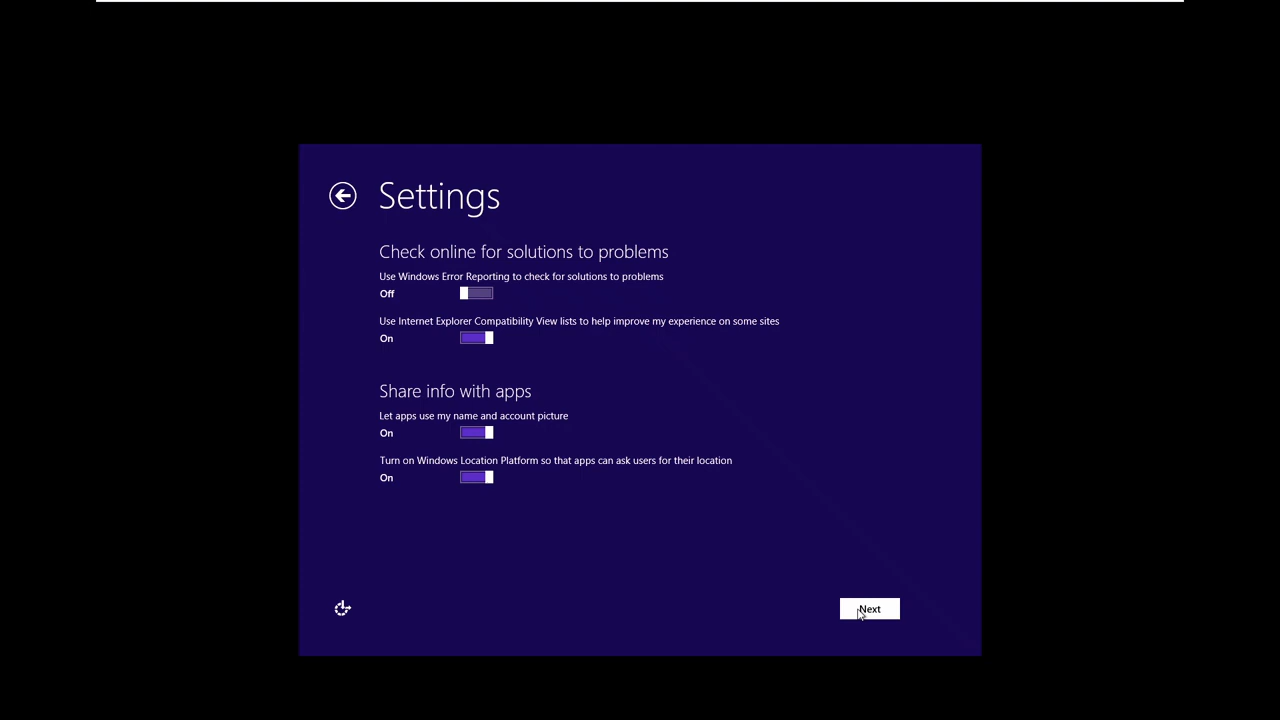 Settings
Check online for solutions to problems
Use Windows Error Reporting to check for solutions to problems
Off
Use Internet Explorer Compatibility View lists to help improve my experience on some sites
On
Share info with apps
Let apps use my name and account picture
On
Turn on Windows Location Platform so that apps can ask users for their location
On
Next